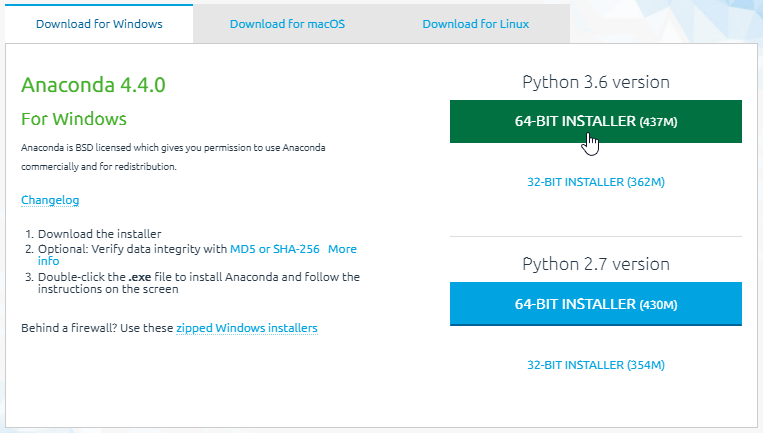 Download for Windows
Download for macOS
Download for Linux
Anaconda 4.4.0
For Windows
Anaconda is BSD licensed which gives you permission to use Anaconda
commercially and for redistribution.
Changelog
1. Download the installer
2. Optional: Verify data integrity with MD5 or SHA-256 More
info
3. Double-click the .exe file to install Anaconda and follow the
instructions on the screen
Behind a firewall? Use these zipped Windows installers
Python 3.6 version
64-BIT INSTALLER (437M)
32-BIT INSTALLER (362M)
Python 2.7 version
64-BIT INSTALLER (430M)
32-BIT INSTALLER (354M)